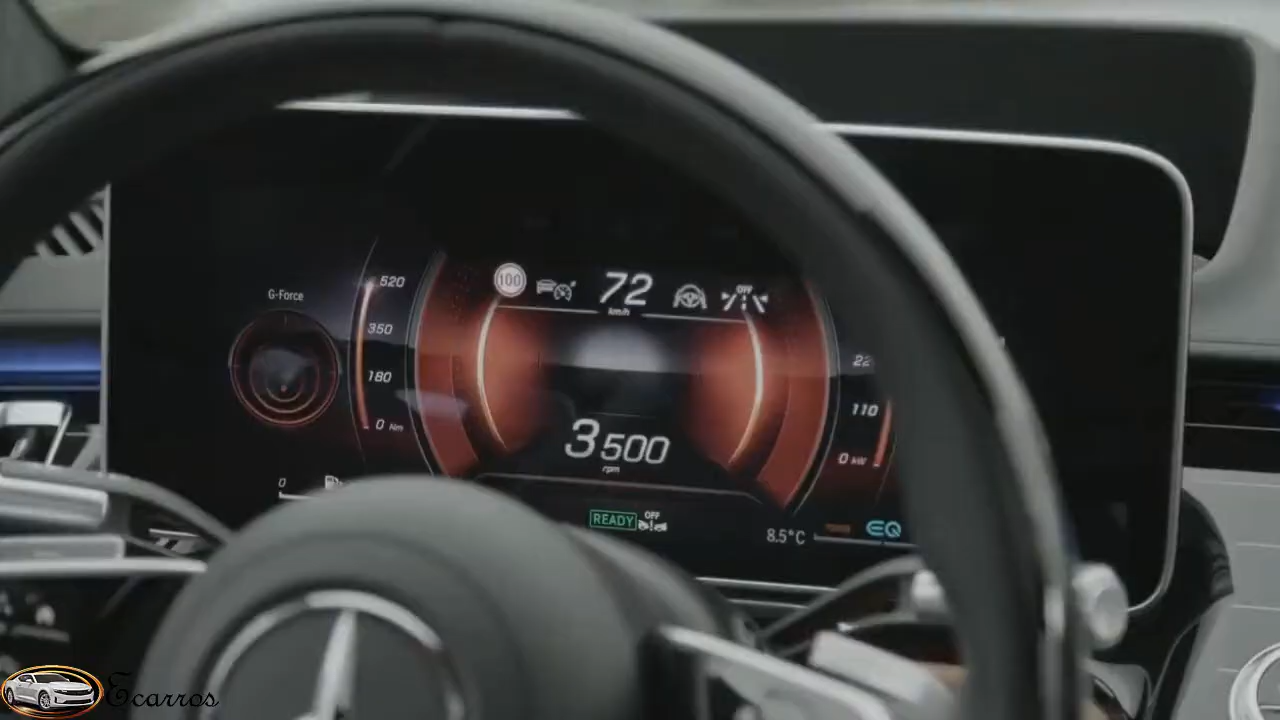 100
72
OFF
km/h
G-Force
520
350
180
0 Nm
22
110
0 kW
3500
rpm
0
READY
OFF
8.5°C
EQ
Ecarros